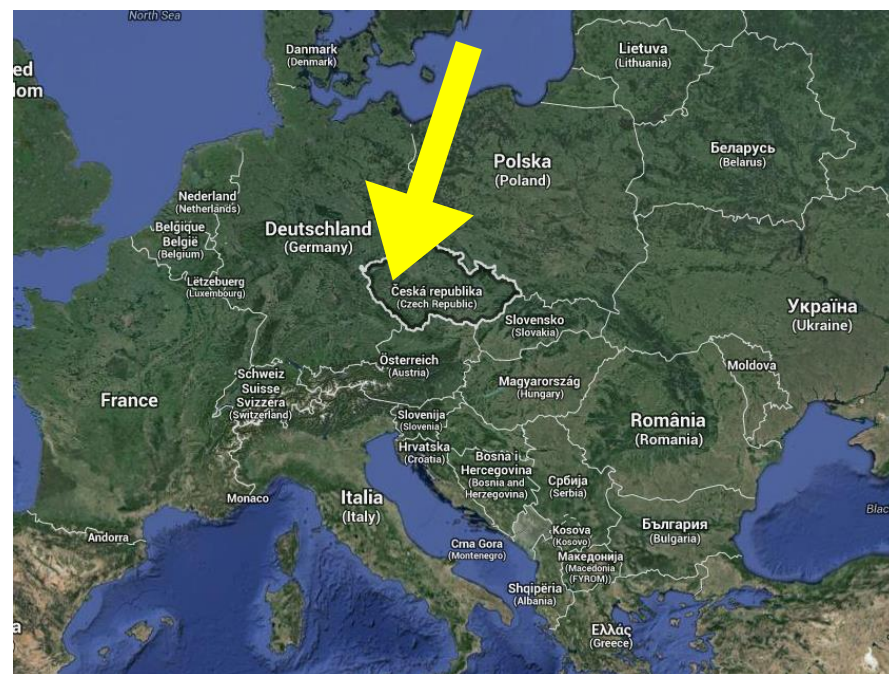 North Sea
ed
lom
Danmark
(Denmark)
Lietuva
(Lithuania)
Беларусь
(Belarus)
Polska
(Poland)
Nederland
(Netherlands)
Deutschland
(Germany)
Belgique
België
(Belgium)
Lëtzebuerg
(Luxembourg)
Česká republika
(Czech Republic)
Україна
(Ukraine)
Slovensko
(Slovakia)
Österreich
(Austria)
Moldova
Schweiz
Suisse
Svizzera
(Switzerland)
Magyarország
(Hungary)
France
Slovenija
(Slovenia)
România
(Romania)
Hrvatska
(Croatia)
Bosna i
Hercegovina
(Bosnia and
Herzegovina)
Србија
(Serbia)
Monaco
Italia
(Italy)
Blac
Andorra
Crna Gora
(Montenegro)
Kosova
(Kosovo)
България
(Bulgaria)
Македонија
(Macedonia
(FYROM))
Shqipëria
(Albania)
Ελλάς
(Greece)
a